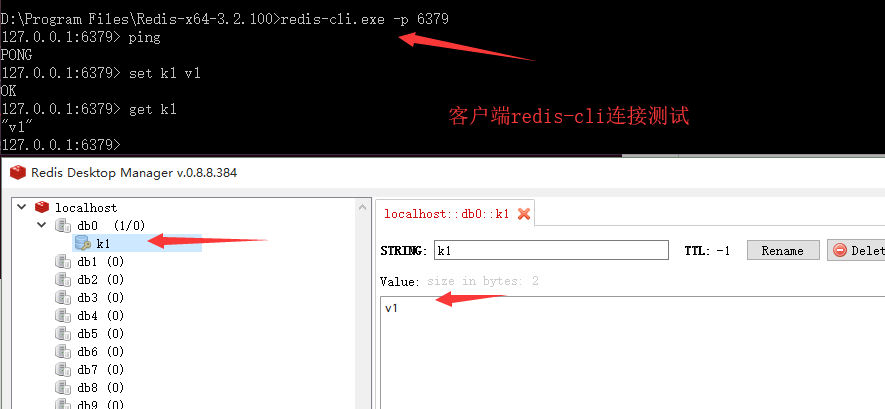 D:\Program Files\Redis-x64-3.2.100>redis-cli.exe -p 6379
127.0.0.1:6379> ping
PONG
127.0.0.1:6379> set k1 v1
OK
127.0.0.1:6379> get k1
"v1"
127.0.0.1:6379>
客户端redis-cli连接测试
Redis Desktop Manager v.0.8.8.384
localhost
db0 (1/0)
k1
db1 (0)
db2 (0)
db3 (0)
db4 (0)
db5 (0)
db6 (0)
db7 (0)
db8 (0)
db9 (0)
localhost::db0::k1
STRING: k1 TTL: -1 Rename Delet
Value: size in bytes: 2
v1